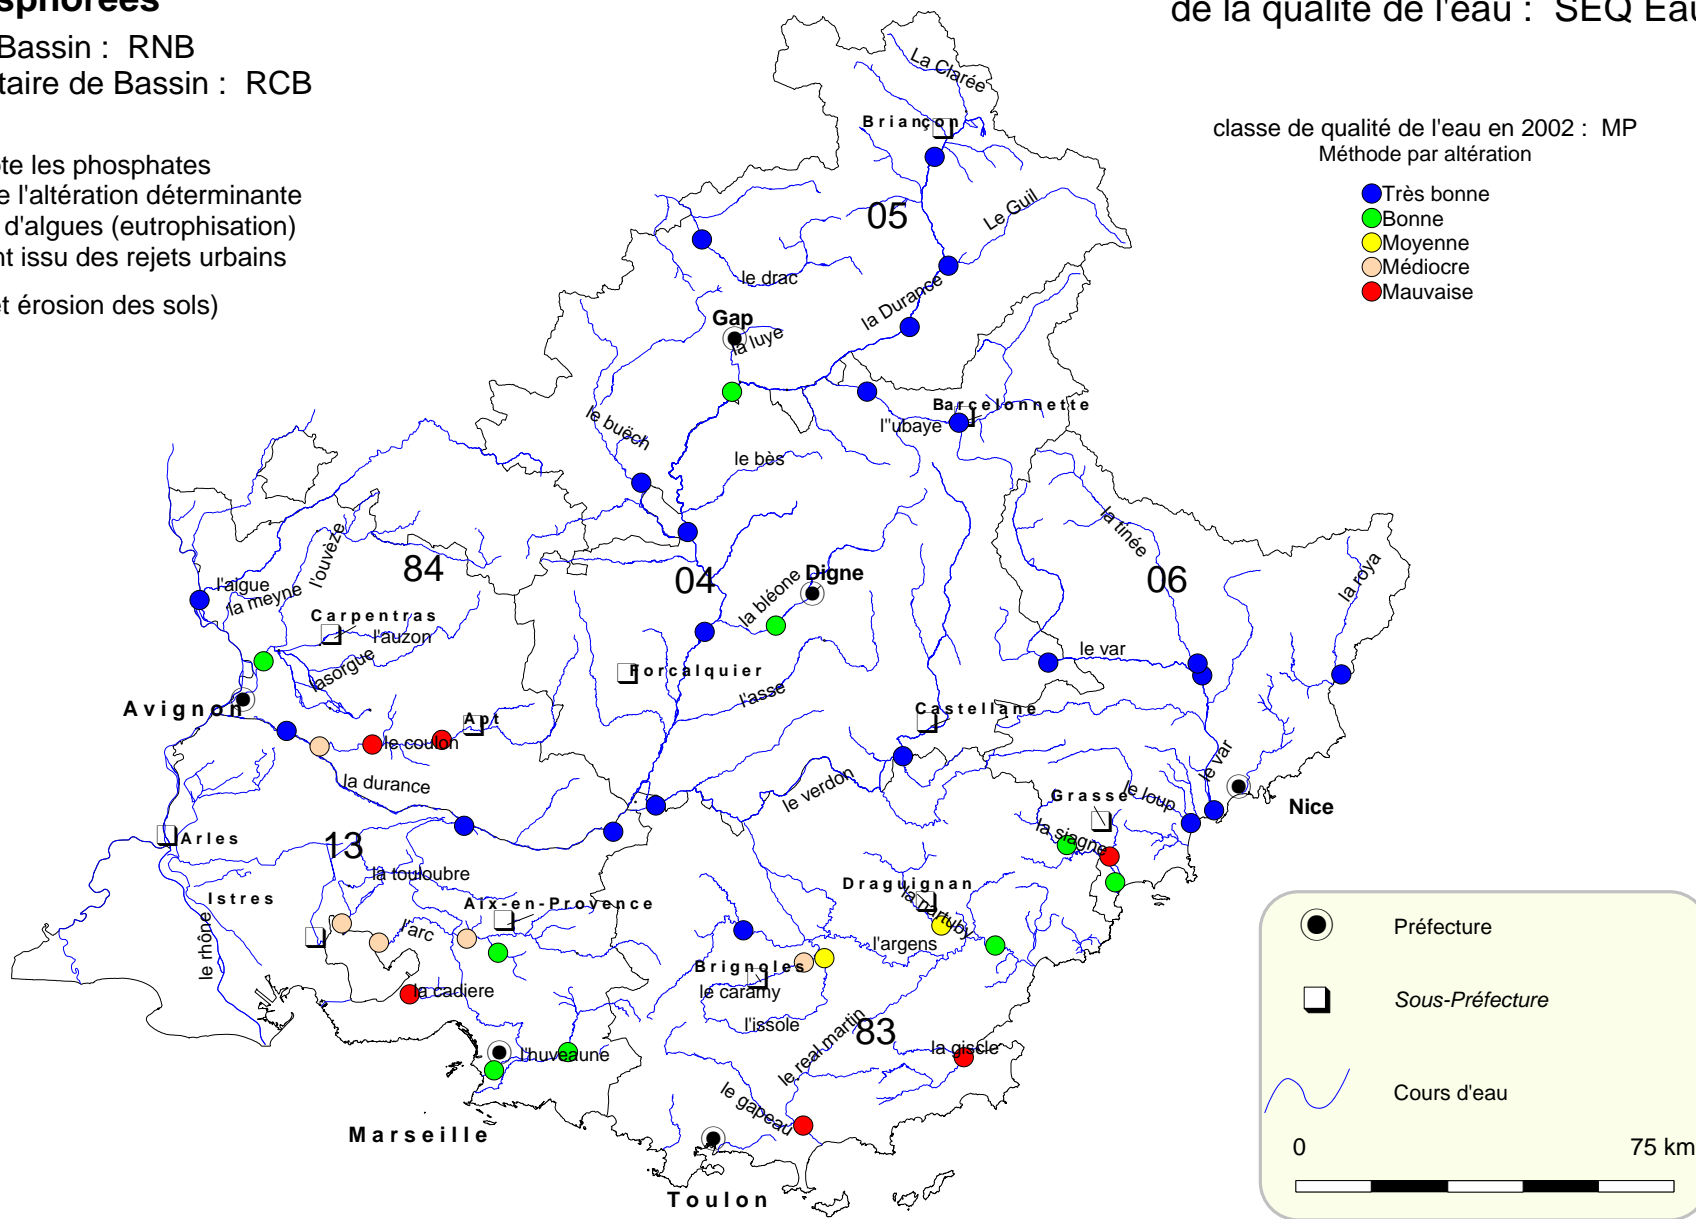 sphorées
Bassin : RNB
taire de Bassin : RCB
te les phosphates
e l'altération déterminante
d'algues (eutrophisation)
nt issu des rejets urbains
et érosion des sols)
de la qualité de l'eau : SEQ Eau
classe de qualité de l'eau en 2002 : MP
Méthode par altération
Très bonne
Bonne
Moyenne
Médiocre
Mauvaise
La Clarée
Briançon
05
Le Guil
le drac
la Durance
Gap
la luye
Barcelonnette
l''ubaye
le buëch
le bès
la tinée
l'ouvèze
84
04
Digne
06
la roya
l'aigue
la meyne
la bléone
Carpentras
l'auzon
lasorgue
Forcalquier
le var
l'asse
Avignon
Apt
Castellane
le coulon
la durance
le verdon
le var
Grasse
le loup
Nice
Arles
13
la siagne
la touloubre
Istres
Aix-en-Provence
Draguignan
la nartuby
le rhône
l'arc
l'argens
Brignoles
la cadiere
le caramy
l'issole
le real martin
83
l'huveaune
la giscle
le gapeau
Marseille
Toulon
Préfecture
Sous-Préfecture
Cours d'eau
0 75 km